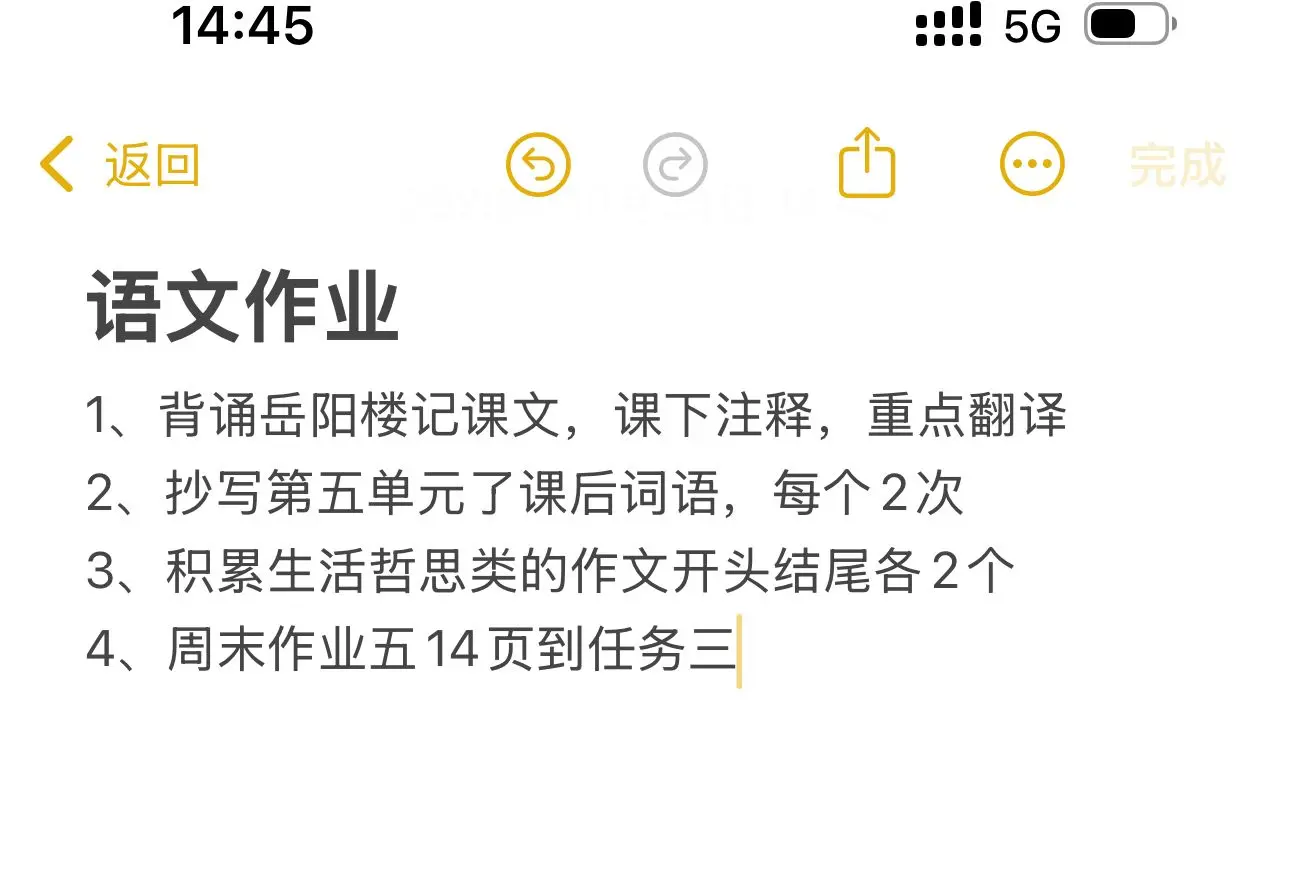 14:45 5G
返回 完成
语文作业
1、背诵岳阳楼记课文，课下注释，重点翻译
2、抄写第五单元了课后词语，每个2次
3、积累生活哲思类的作文开头结尾各2个
4、周末作业五14页到任务三